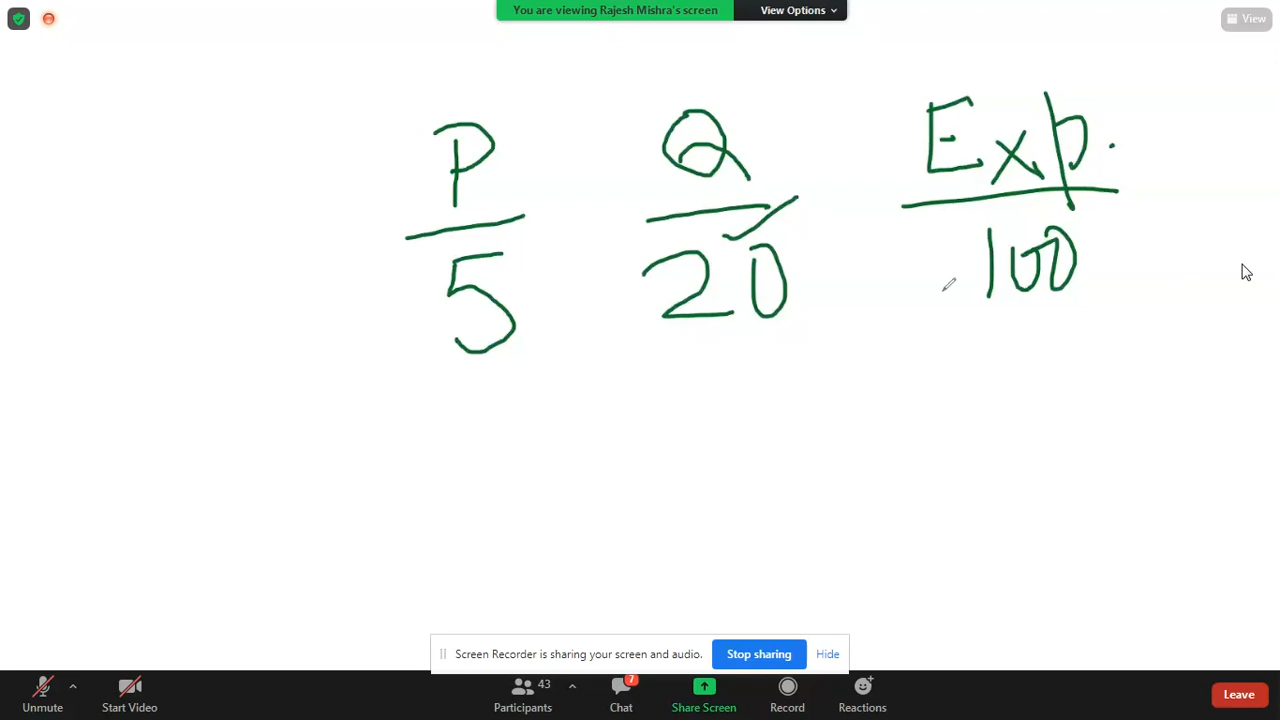 You are viewing Rajesh Mishra's screen View Options
View
P Q Exp.
5 20 100
Screen Recorder is sharing your screen and audio. Stop sharing Hide
43 7
Unmute Start Video Participants Chat Share Screen Record Reactions Leave